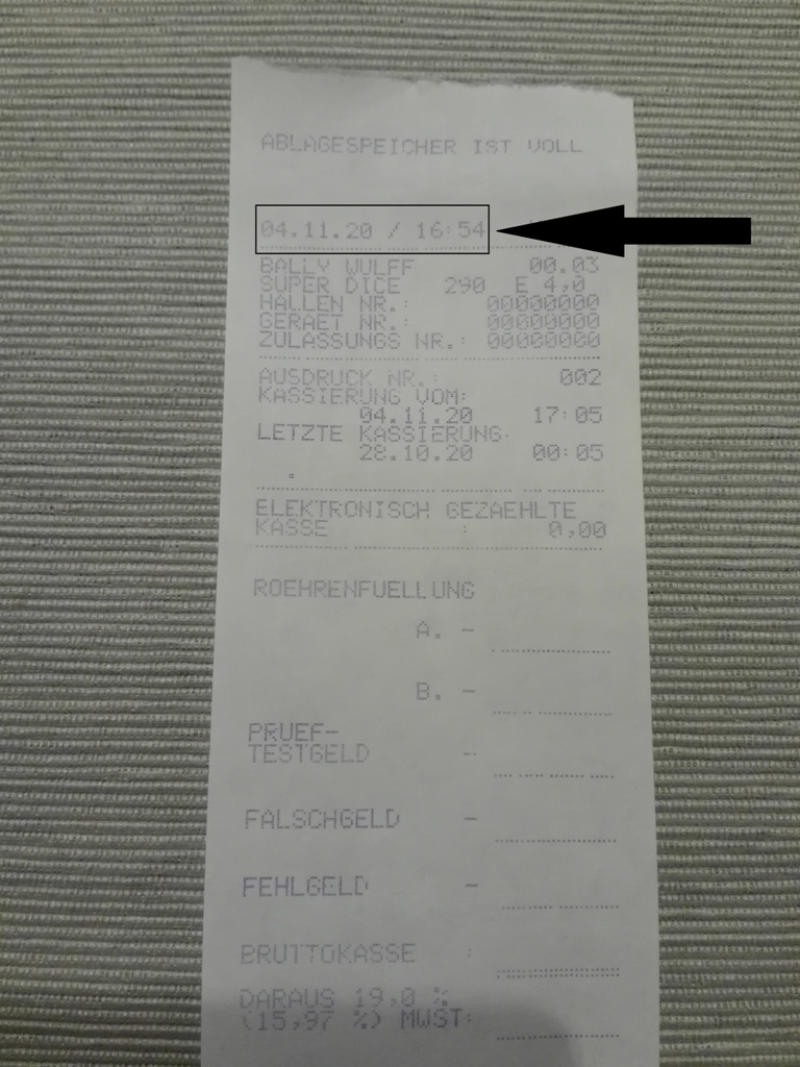 ABLAGESPEICHER IST VOLL
04.11.20 / 16:54
BALLY WULFF 00.03
SUPER DICE 290 E 4,0
HALLEN NR.: 00000000
GERAET NR.: 00000000
ZULASSUNGS NR.: 00000000
AUSDRUCK NR.: 002
KASSIERUNG VOM:
04.11.20 17:05
LETZTE KASSIERUNG:
28.10.20 00:05
ELEKTRONISCH GEZAEHLTE
KASSE : 0,00
ROEHRENFUELLUNG
A. -
B. -
PRUEF-
TESTGELD -
FALSCHGELD -
FEHLGELD -
BRUTTOKASSE :
DARAUS 19,0 %
(15,97 %) MWST: